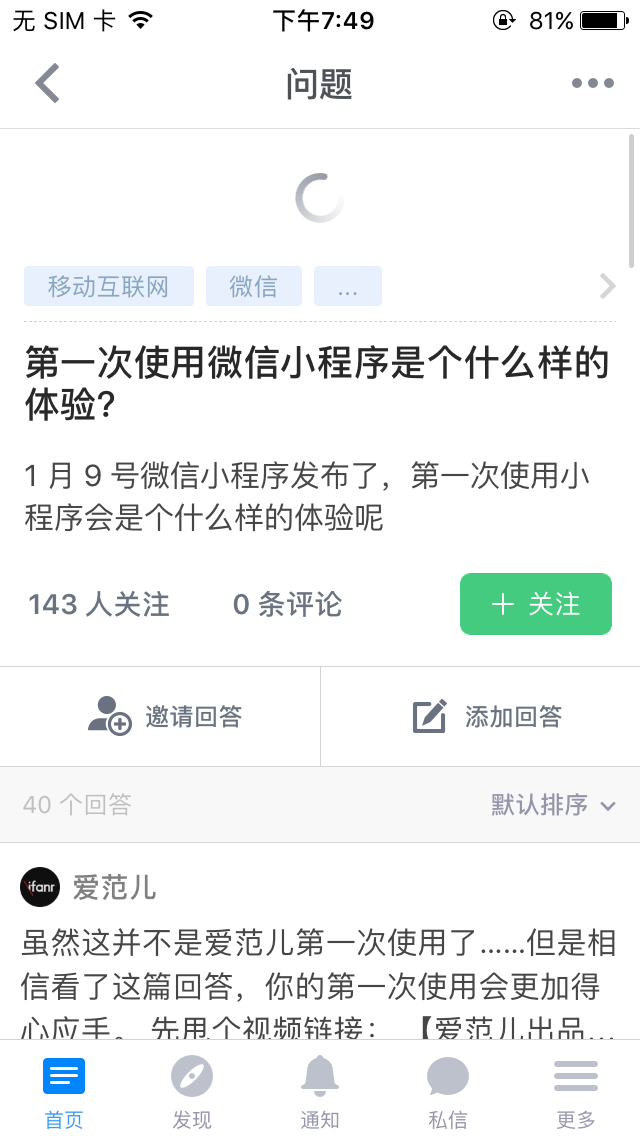 无 SIM 卡 下午7:49 81%
问题
移动互联网 微信 ...
第一次使用微信小程序是个什么样的
体验?
1 月 9 号微信小程序发布了，第一次使用小
程序会是个什么样的体验呢
143 人关注 0 条评论 + 关注
邀请回答 添加回答
40 个回答 默认排序
ifanr 爱范儿
虽然这并不是爱范儿第一次使用了......但是相
信看了这篇回答，你的第一次使用会更加得
心应手。 先甩个视频链接： 【爱范儿出品...
首页 发现 通知 私信 更多